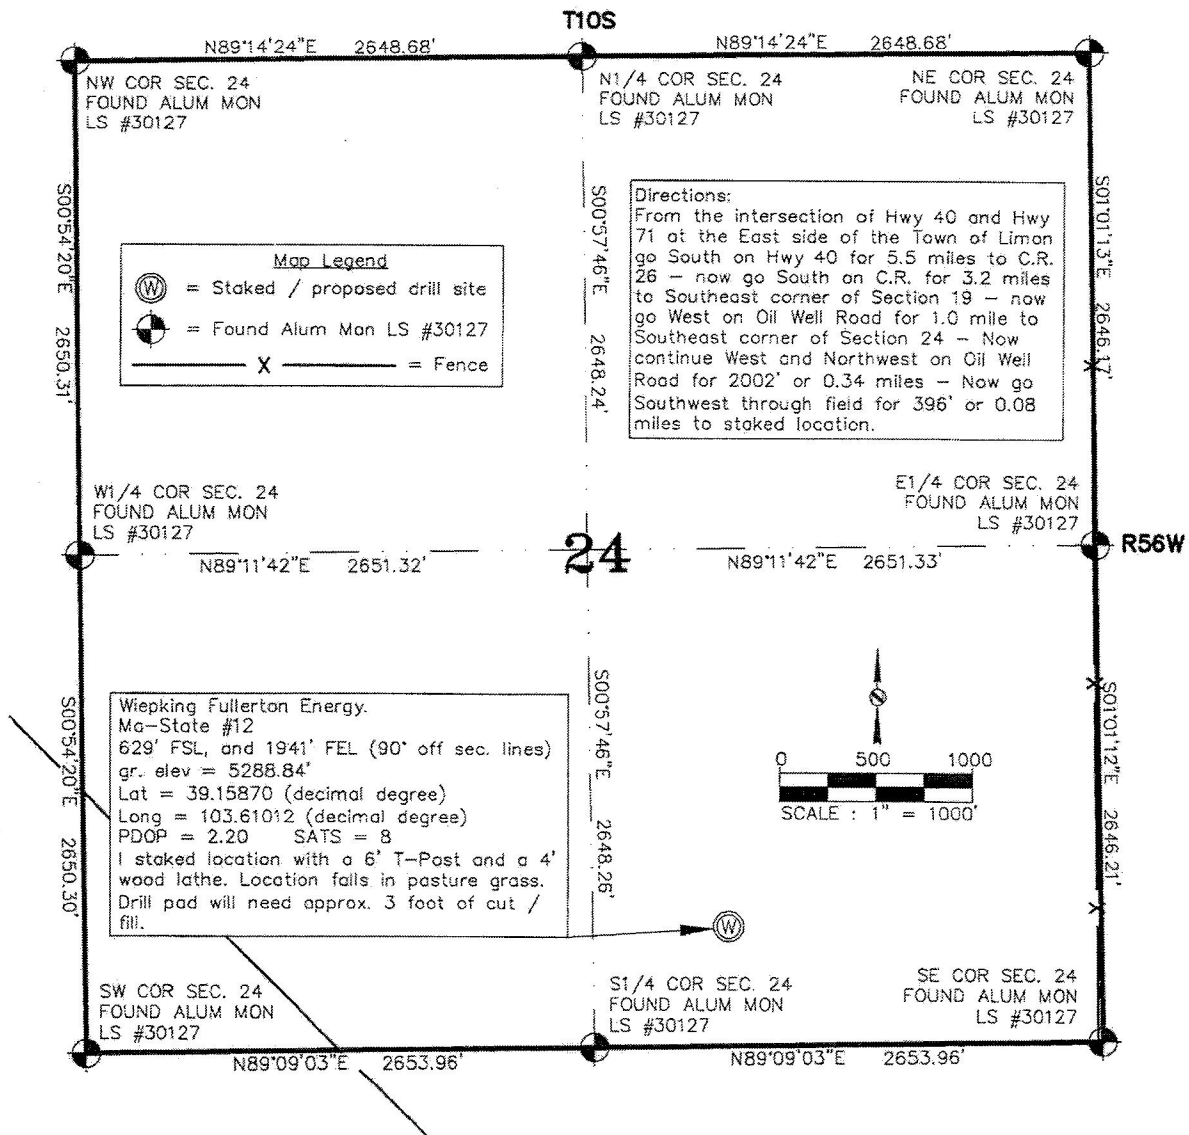 T10S
N89°14'24"E 2648.68'
N89°14'24"E 2648.68'
NW COR SEC. 24
FOUND ALUM MON
LS #30127
N1/4 COR SEC. 24
FOUND ALUM MON
LS #30127
NE COR SEC. 24
FOUND ALUM MON
LS #30127
S00°54'20"E 2650.31'
S00°57'46"E 2648.24'
S01°01'13"E 2646.17'
Map Legend
W = Staked / proposed drill site
= Found Alum Mon LS #30127
X = Fence
Directions:
From the intersection of Hwy 40 and Hwy
71 at the East side of the Town of Limon
go South on Hwy 40 for 5.5 miles to C.R.
26 – now go South on C.R. for 3.2 miles
to Southeast corner of Section 19 – now
go West on Oil Well Road for 1.0 mile to
Southeast corner of Section 24 – Now
continue West and Northwest on Oil Well
Road for 2002' or 0.34 miles – Now go
Southwest through field for 396' or 0.08
miles to staked location.
X
W1/4 COR SEC. 24
FOUND ALUM MON
LS #30127
E1/4 COR SEC. 24
FOUND ALUM MON
LS #30127
24
R56W
N89°11'42"E 2651.32'
N89°11'42"E 2651.33'
S00°54'20"E 2650.30'
S00°57'46"E 2648.26'
S01°01'12"E 2646.21'
X
X
Wiepking Fullerton Energy.
Ma–State #12
629' FSL, and 1941' FEL (90° off sec. lines)
gr. elev = 5288.84'
Lat = 39.15870 (decimal degree)
Long = 103.61012 (decimal degree)
PDOP = 2.20 SATS = 8
I staked location with a 6' T–Post and a 4'
wood lathe. Location falls in pasture grass.
Drill pad will need approx. 3 foot of cut /
fill.
0 500 1000
SCALE : 1" = 1000'
W
SW COR SEC. 24
FOUND ALUM MON
LS #30127
S1/4 COR SEC. 24
FOUND ALUM MON
LS #30127
SE COR SEC. 24
FOUND ALUM MON
LS #30127
N89°09'03"E 2653.96'
N89°09'03"E 2653.96'